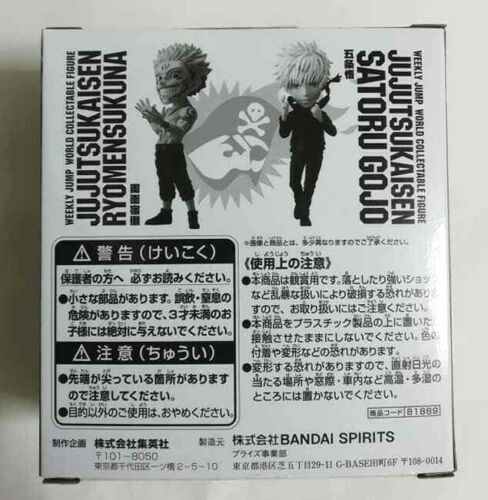 WEEKLY JUMP WORLD COLLECTABLE FIGURE
JUJUTSUKAISEN
RYOMENSUKUNA
両面宿儺
五条悟
SATORU GOJO
JUJUTSUKAISEN
WEEKLY JUMP WORLD COLLECTABLE FIGURE
※画像と商品とは、多少異なりますのでご了承ください。
警告(けいこく)
保護者の方へ 必ずお読みください。
●小さな部品があります。誤飲・窒息の
危険がありますので、3才未満のお
子様には絶対に与えないでください。
注意(ちゅうい)
●先端が尖っている箇所があります
ので注意してください。
●目的以外のご使用は、おやめください。
《使用上の注意》
●本商品は観賞用です。落としたり強いショッ
など乱暴な扱いにより破損する恐れがあ
すので、お取り扱いにはご注意ください。
●本商品をプラスチック製品の上に置いた
接触させたままにしないでください。色
付着や変形などの恐れがあります。
●変形する恐れがありますので、直射日光の
当たる場所や窓際・車内など高温・多湿の
ところには置かないでください。
商品コード 81889
制作企画 株式会社集英社
〒101-8050
東京都千代田区一ツ橋2-5-10
製造元 株式会社BANDAI SPIRITS
プライズ事業部
東京都港区芝五丁目29-11 G-BASE田町6F 〒108-0014